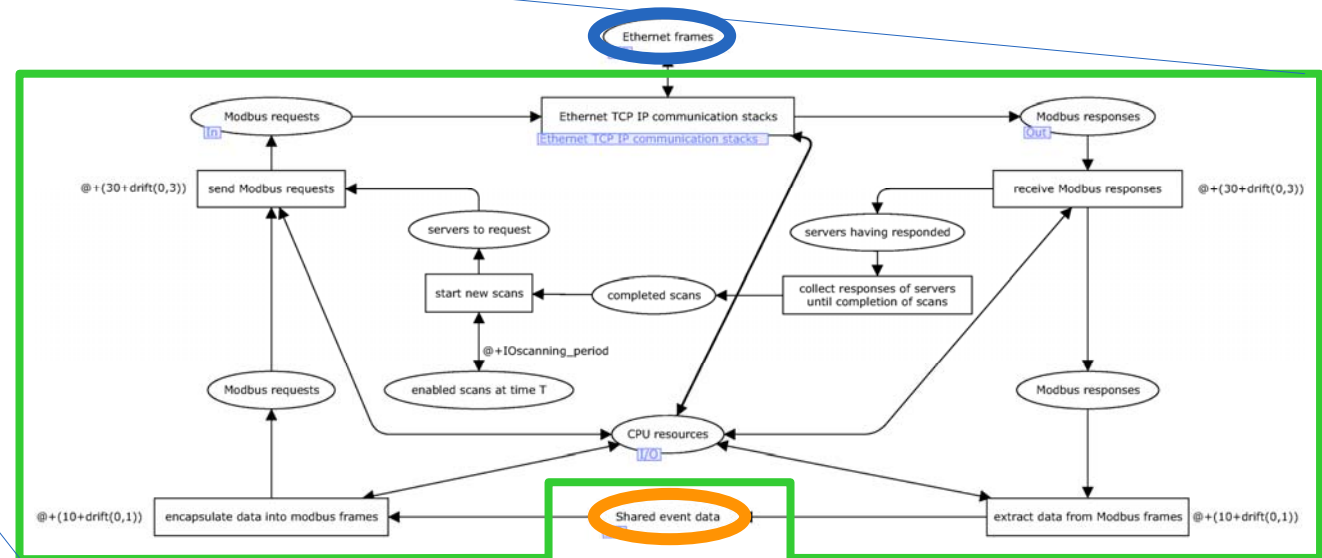 Ethernet frames
Modbus requests
In
Ethernet TCP IP communication stacks
Ethernet TCP IP communication stacks
Modbus responses
Out
@+(30+drift(0,3))
send Modbus requests
receive Modbus responses
@+(30+drift(0,3))
servers to request
servers having responded
start new scans
completed scans
collect responses of servers
until completion of scans
@+IOscanning_period
Modbus requests
enabled scans at time T
Modbus responses
CPU resources
I/O
@+(10+drift(0,1))
encapsulate data into modbus frames
Shared event data
extract data from Modbus frames
@+(10+drift(0,1))